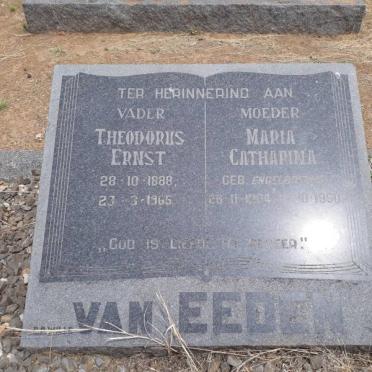 TER HERINNERING AAN
VADER
THEODORUS
ERNST
28-10-1888
23-3-1965
MOEDER
MARIA
CATHARINA
GEB.
„GOD IS LIEFDE
VAN EEDEN